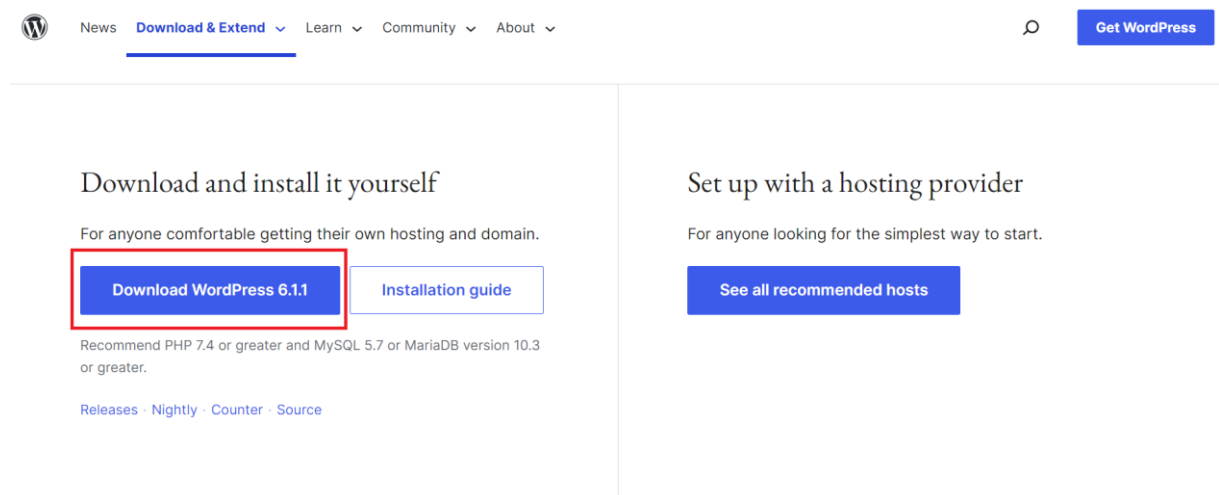 News Download & Extend Learn Community About Get WordPress
Download and install it yourself
For anyone comfortable getting their own hosting and domain.
Download WordPress 6.1.1 Installation guide
Recommend PHP 7.4 or greater and MySQL 5.7 or MariaDB version 10.3
or greater.
Releases · Nightly · Counter · Source
Set up with a hosting provider
For anyone looking for the simplest way to start.
See all recommended hosts